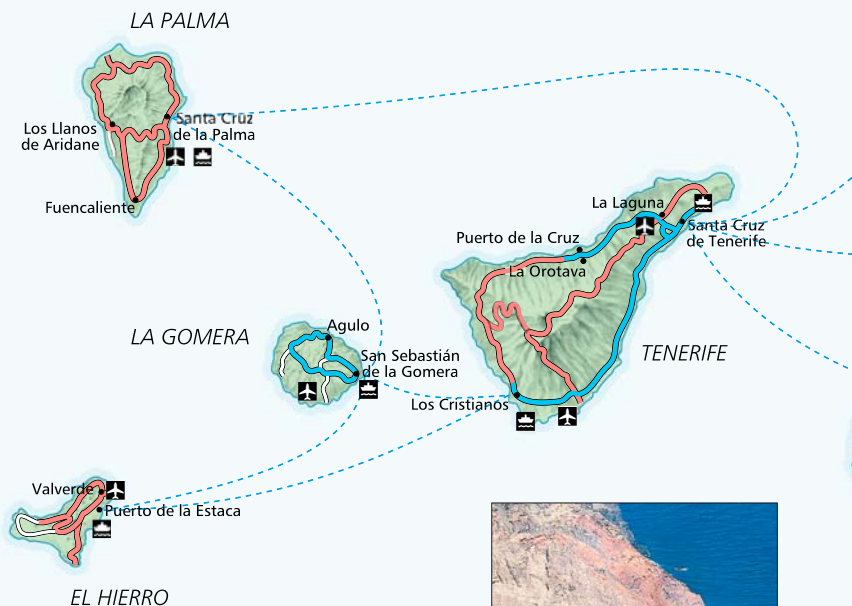 LA PALMA
Santa Cruz
de la Palma
Los Llanos
de Aridane
Fuencaliente
La Laguna
Santa Cruz
de Tenerife
Puerto de la Cruz
La Orotava
LA GOMERA
Agulo
San Sebastián
de la Gomera
TENERIFE
Los Cristianos
Valverde
Puerto de la Estaca
EL HIERRO